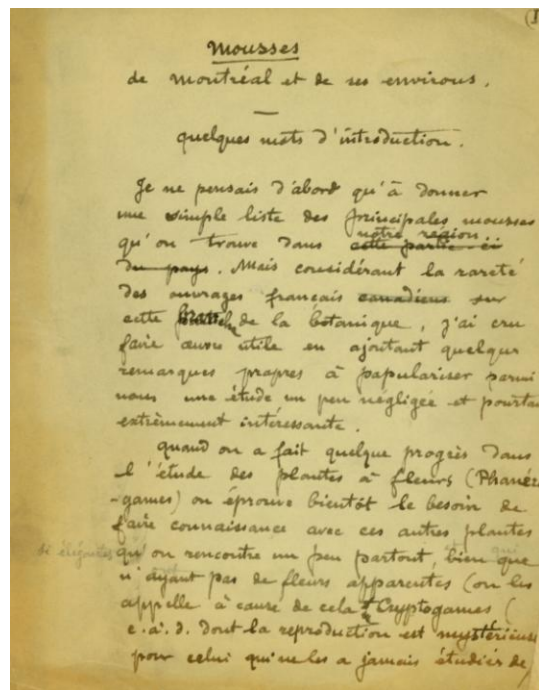 (1
Mousses
de Montréal et de ses environs.
—
quelques mots d'introduction.
Je ne pensais d'abord qu'à donner
une simple liste des principales mousses
notre région
qu'on trouve dans cette partie-ci
du pays. Mais considérant la rareté
des ouvrages français canadiens sur
cette branche de la botanique, j'ai cru
faire œuvre utile en ajoutant quelques
remarques propres à populariser parmi
nous une étude un peu négligée et pourta
extrêmement intéressante.
quand on a fait quelque progrès dans
l'étude des plantes à fleurs (Phanéro
-games) on éprouve bientôt le besoin de
faire connaissance avec ces autres plantes
qu'on rencontre un peu partout, bien que
n'ayant pas de fleurs apparentes (on les
appelle à cause de cela Cryptogames (
c.à.d. dont la reproduction est mystérieuse
pour celui qui ne les a jamais étudiées de